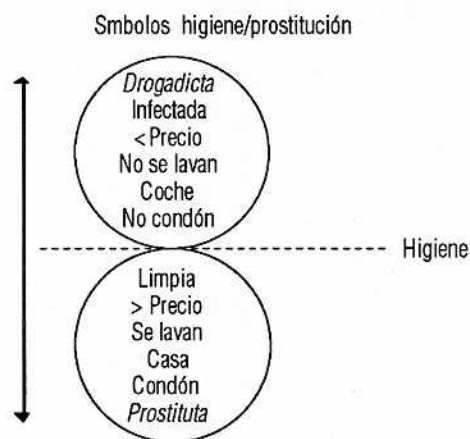 Smbolos higiene/prostitución
Drogadicta
Infectada
< Precio
No se lavan
Coche
No condón
Higiene
Limpia
> Precio
Se lavan
Casa
Condón
Prostituta